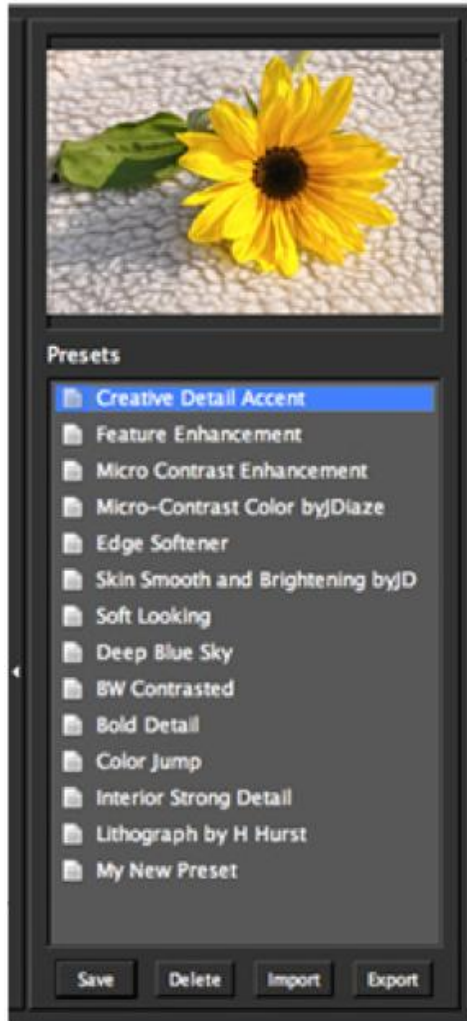 Presets
Creative Detail Accent
Feature Enhancement
Micro Contrast Enhancement
Micro-Contrast Color byJDiaze
Edge Softener
Skin Smooth and Brightening byJD
Soft Looking
Deep Blue Sky
BW Contrasted
Bold Detail
Color Jump
Interior Strong Detail
Lithograph by H Hurst
My New Preset
Save Delete Import Export